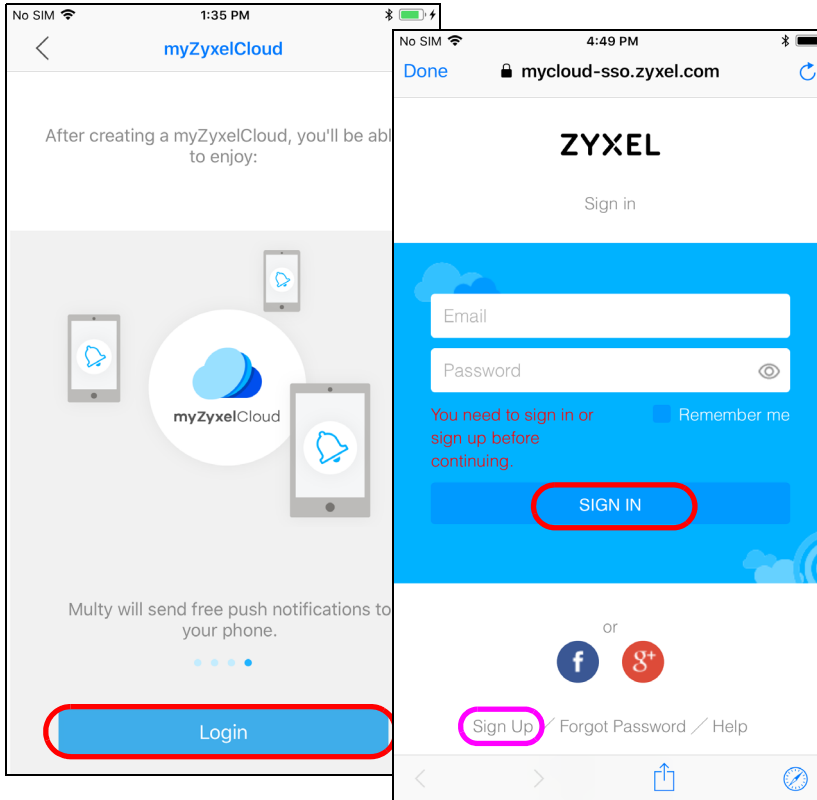 No SIM
1:35 PM
myZyxelCloud
After creating a myZyxelCloud, you'll be abl
to enjoy:
myZyxelCloud
Multy will send free push notifications to
your phone.
Login
No SIM
4:49 PM
Done
mycloud-sso.zyxel.com
ZYXEL
Sign in
Email
Password
You need to sign in or
sign up before
continuing.
Remember me
SIGN IN
or
f
g+
Sign Up / Forgot Password / Help